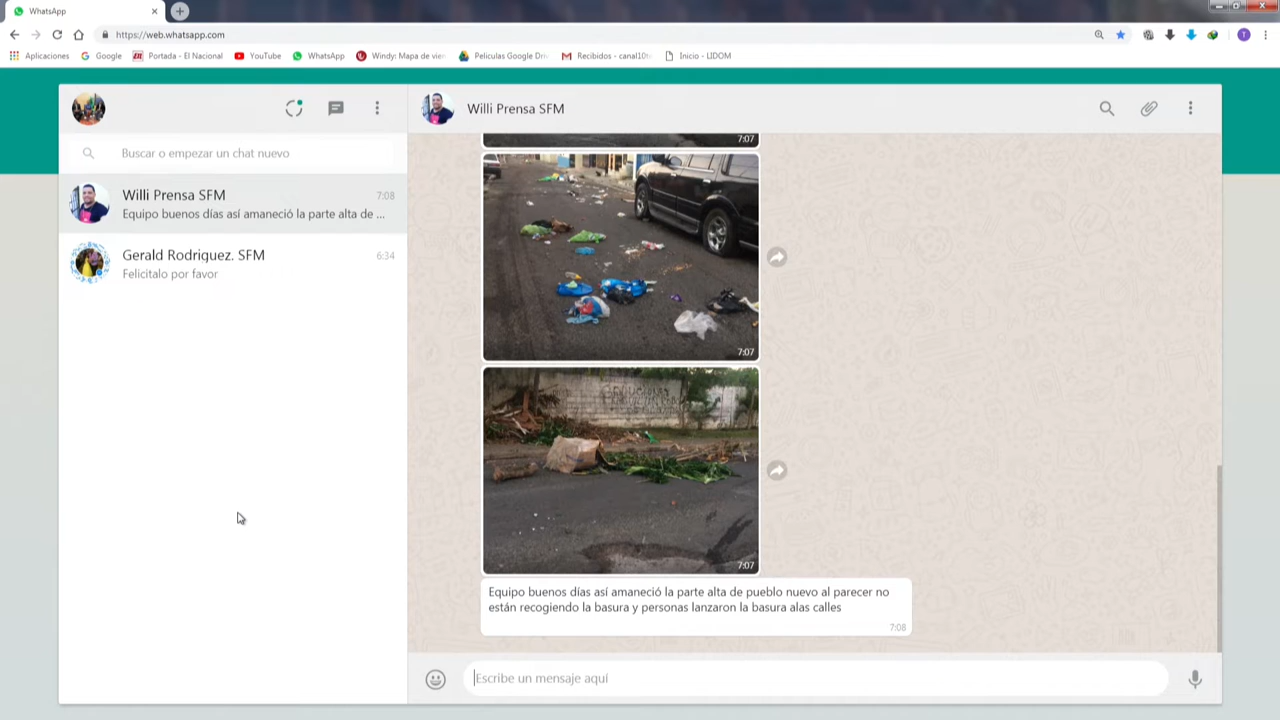 WhatsApp
https://web.whatsapp.com
Aplicaciones
Google
Portada - El Nacional
YouTube
WhatsApp
Windy: Mapa de vien
Peliculas Google Driv
Recibidos - canal10t
Inicio - LIDOM
T
Willi Prensa SFM
Buscar o empezar un chat nuevo
Willi Prensa SFM
7:08
Equipo buenos días así amaneció la parte alta de ...
Gerald Rodriguez. SFM
6:34
Felicitalo por favor
7:07
7:07
7:07
Equipo buenos días así amaneció la parte alta de pueblo nuevo al parecer no
están recogiendo la basura y personas lanzaron la basura alas calles
7:08
Escribe un mensaje aquí